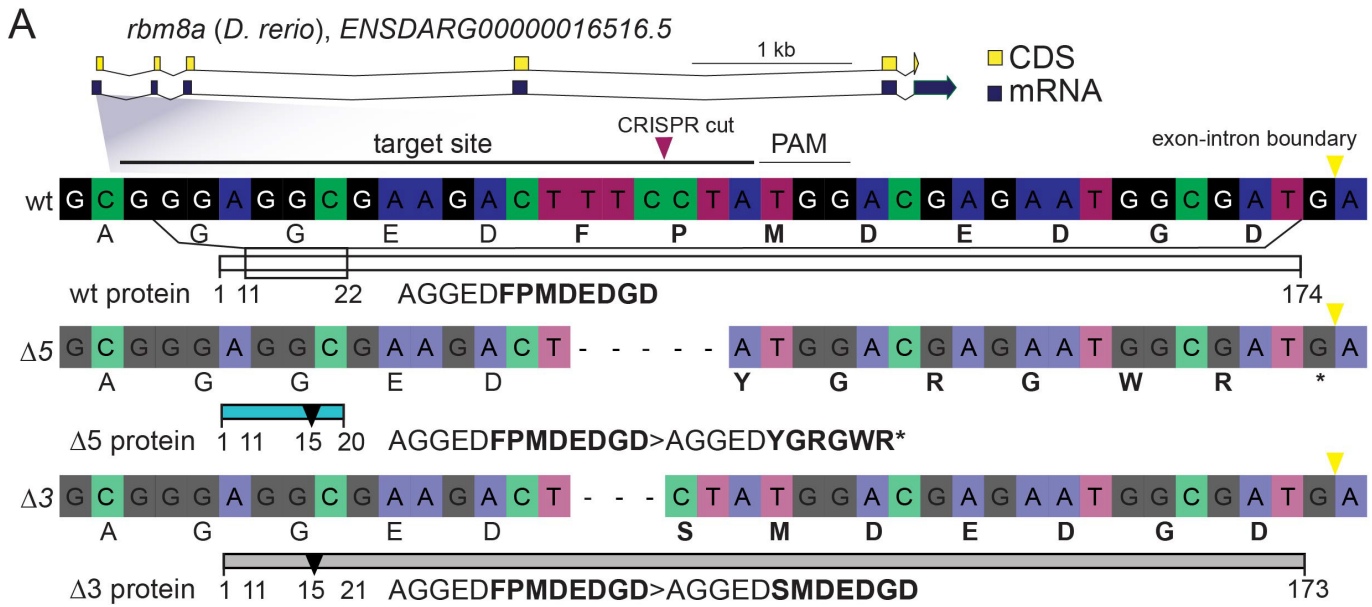 A
rbm8a (D. rerio), ENSDARG00000016516.5
1 kb
CDS
mRNA
CRISPR cut
target site
PAM
exon-intron boundary
wt G C G G G A G G C G A A G A C T T T C C T A T G G A C G A G A A T G G C G A T G A
A G G E D F P M D E D G D
wt protein 1 11 22 AGGEDFPMDEDGD 174
Δ5 G C G G G A G G C G A A G A C T - - - - - A T G G A C G A G A A T G G C G A T G A
A G G E D Y G R G W R *
Δ5 protein 1 11 15 20 AGGEDFPMDEDGD>AGGEDYGRGWR*
Δ3 G C G G G A G G C G A A G A C T - - - C T A T G G A C G A G A A T G G C G A T G A
A G G E D S M D E D G D
Δ3 protein 1 11 15 21 AGGEDFPMDEDGD>AGGEDSMDEDGD 173